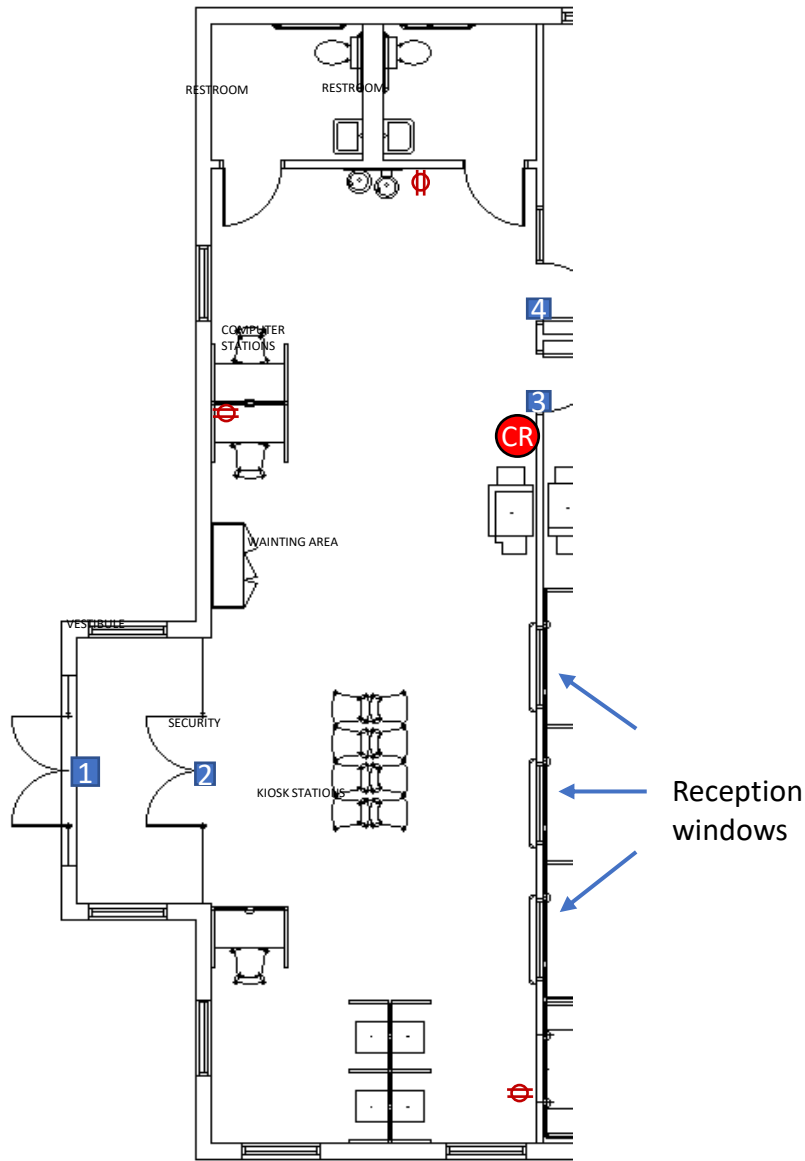 RESTROOM
RESTROOM
4
COMPUTER
STATIONS
3
CR
WAINTING AREA
VESTIBULE
SECURITY
1
2
KIOSK STATIONS
Reception
windows